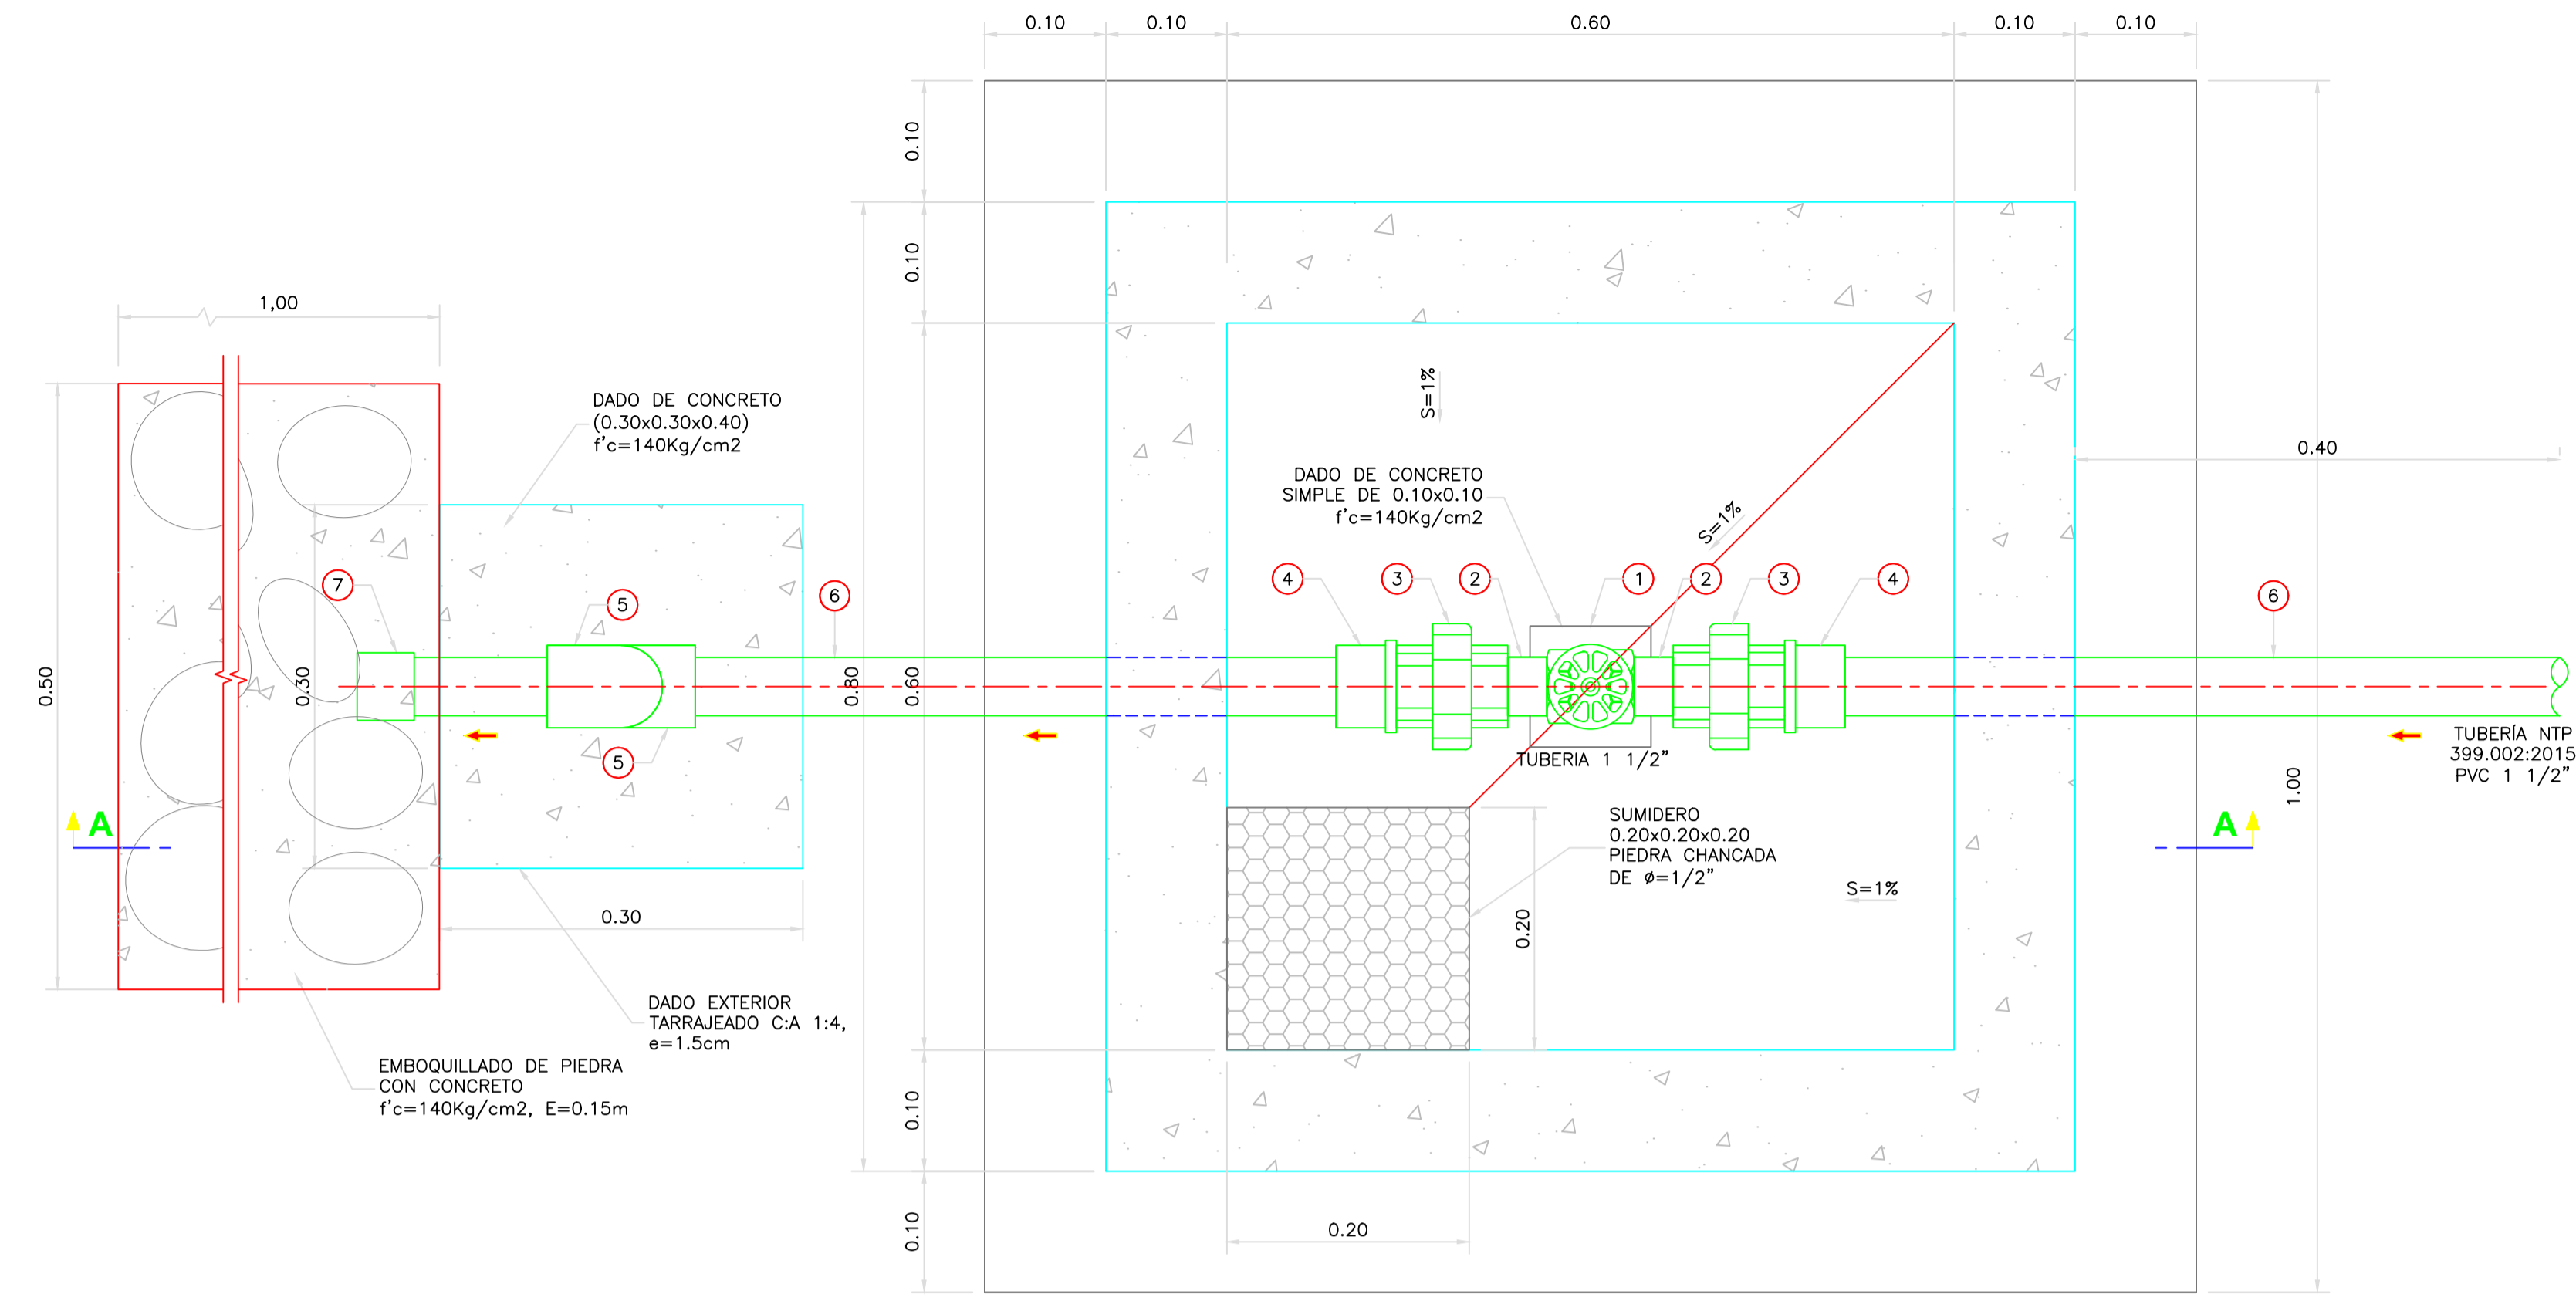 0.10
0.10
0.60
0.10
0.10
0.10
0.10
1,00
DADO DE CONCRETO
(0.30x0.30x0.40)
f'c=140Kg/cm2
S=1%
0.40
DADO DE CONCRETO
SIMPLE DE 0.10x0.10
f'c=140Kg/cm2
S=1%
7
5
6
4
3
2
1
2
3
4
6
0.50
0.30
0.80
0.60
5
TUBERIA 1 1/2"
TUBERÍA NTP
399.002:2015
PVC 1 1/2"
1.00
A
A
SUMIDERO
0.20x0.20x0.20
PIEDRA CHANCADA
DE ø=1/2"
S=1%
0.30
0.20
DADO EXTERIOR
TARRAJEADO C:A 1:4,
e=1.5cm
EMBOQUILLADO DE PIEDRA
CON CONCRETO
f'c=140Kg/cm2, E=0.15m
0.10
0.10
0.20